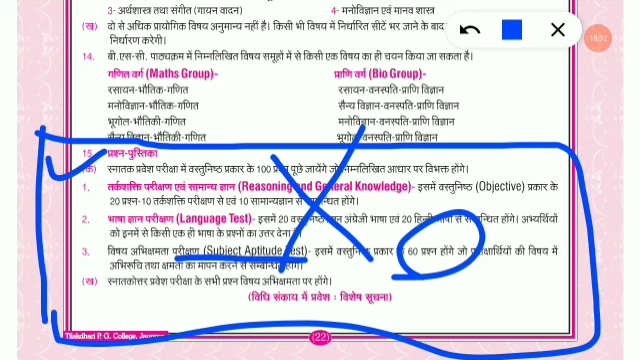 3- अर्थशास्त्र तथा संगीत (गायन वादन) 4- मनोविज्ञान एवं मानव शास्त्र
(ख) दो से अधिक प्रायोगिक विषय अनुमान्य नहीं है। किसी भी विषय में निर्धारित सीटें भर जाने के बाद
निर्धारण करेगी।
14. बी.एस-सी. पाठ्यक्रम में निम्नलिखित विषय समूहों में से किसी एक विषय का ही चयन किया जा सकता है।
गणित वर्ग (Maths Group)- प्राणि वर्ग (Bio Group)-
रसायन-भौतिक-गणित रसायन-वनस्पति-प्राणि विज्ञान
मनोविज्ञान-भौतिक-गणित सैन्य विज्ञान-वनस्पति-प्राणि विज्ञान
भूगोल-भौतिकी-गणित मनोविज्ञान-वनस्पति-प्राणि विज्ञान
सैन्य विज्ञान-भौतिकी-गणित भूगोल-वनस्पति-प्राणि विज्ञान
15. प्रश्न-पुस्तिका
(क) स्नातक प्रवेश परीक्षा में वस्तुनिष्ठ प्रकार के 100 प्रश्न पूछे जायेंगे जो निम्नलिखित आधार पर विभक्त होंगे।
1. तर्कशक्ति परीक्षण एवं सामान्य ज्ञान (Reasoning and General Knowledge)- इसमें वस्तुनिष्ठ (Objective) प्रकार के
20 प्रश्न-10 तर्कशक्ति परीक्षण से एवं 10 सामान्यज्ञान से सम्बन्धित होंगे।
2. भाषा ज्ञान परीक्षण (Language Test)- इसमें 20 वस्तुनिष्ठ प्रश्न अंग्रेजी भाषा एवं 20 हिन्दी भाषा से सम्बन्धित होंगे। अभ्यर्थियों
को इनमें से किसी एक ही भाषा के प्रश्नों का उत्तर देना है।
3. विषय अभिक्षमता परीक्षण (Subject Aptitude Test)- इसमें वस्तुनिष्ठ प्रकार के 60 प्रश्न होंगे जो परीक्षार्थियों की विषय में
अभिरूचि तथा क्षमता का मापन करने से सम्बन्धित होंगे।
(ख) स्नातकोत्तर प्रवेश परीक्षा के सभी प्रश्न विषय अभिक्षमता पर होंगे।
(विधि संकाय में प्रवेश : विशेष सूचना)
Tilakdhari P. G. College, (22)